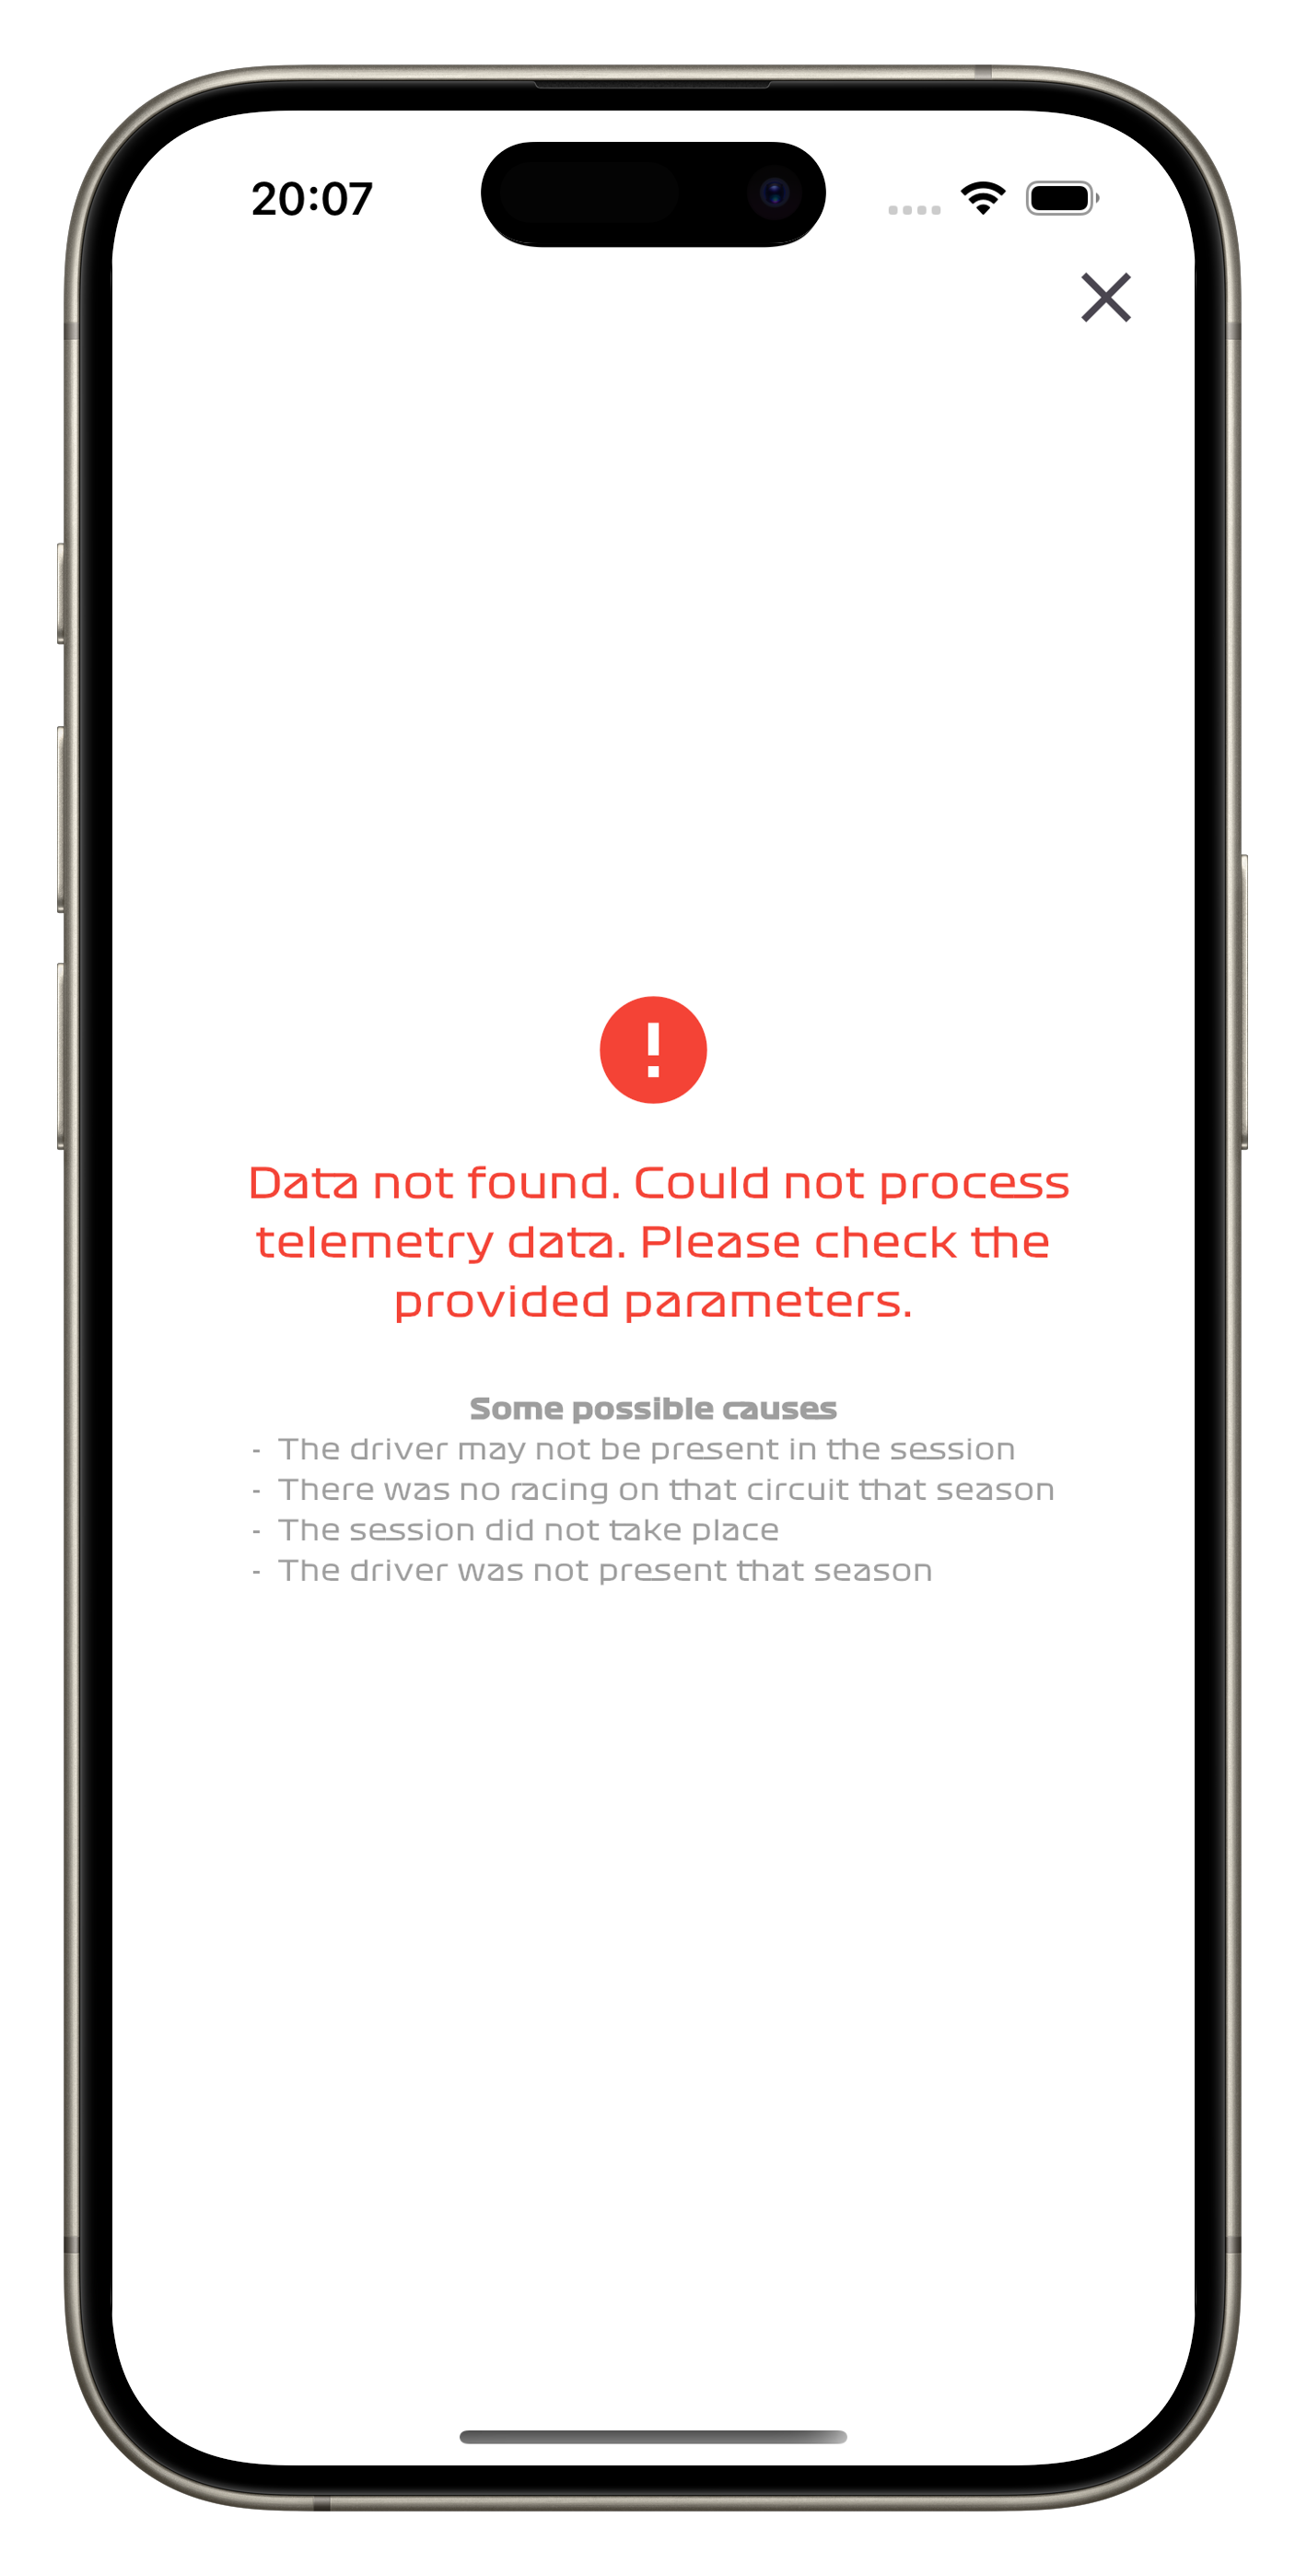 20:07
Data not found. Could not process
telemetry data. Please check the
provided parameters.
Some possible causes
- The driver may not be present in the session
- There was no racing on that circuit that season
- The session did not take place
- The driver was not present that season